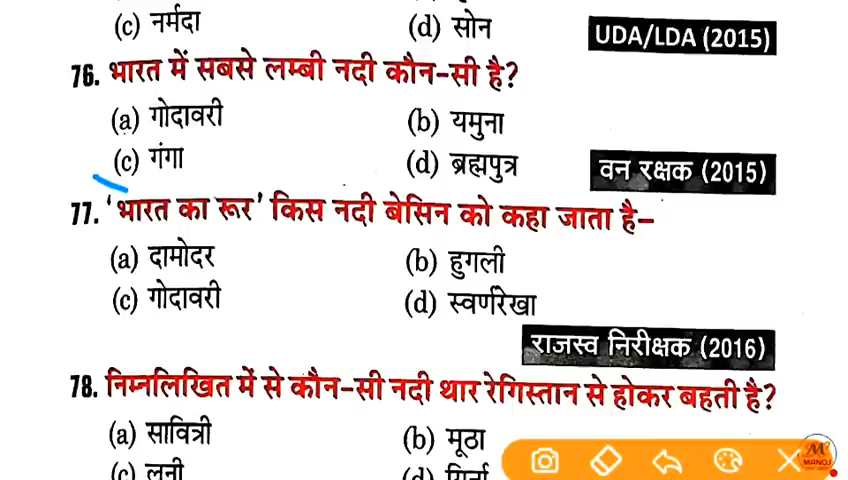 (c) नर्मदा (d) सोन
UDA/LDA (2015)
76. भारत में सबसे लम्बी नदी कौन-सी है?
(a) गोदावरी (b) यमुना
(c) गंगा (d) ब्रह्मपुत्र
वन रक्षक (2015)
77. 'भारत का रूर' किस नदी बेसिन को कहा जाता है–
(a) दामोदर (b) हुगली
(c) गोदावरी (d) स्वर्णरेखा
राजस्व निरीक्षक (2016)
78. निम्नलिखित में से कौन-सी नदी थार रेगिस्तान से होकर बहती है?
(a) सावित्री (b) मूठा
(c) लूनी (d)
MANOJ